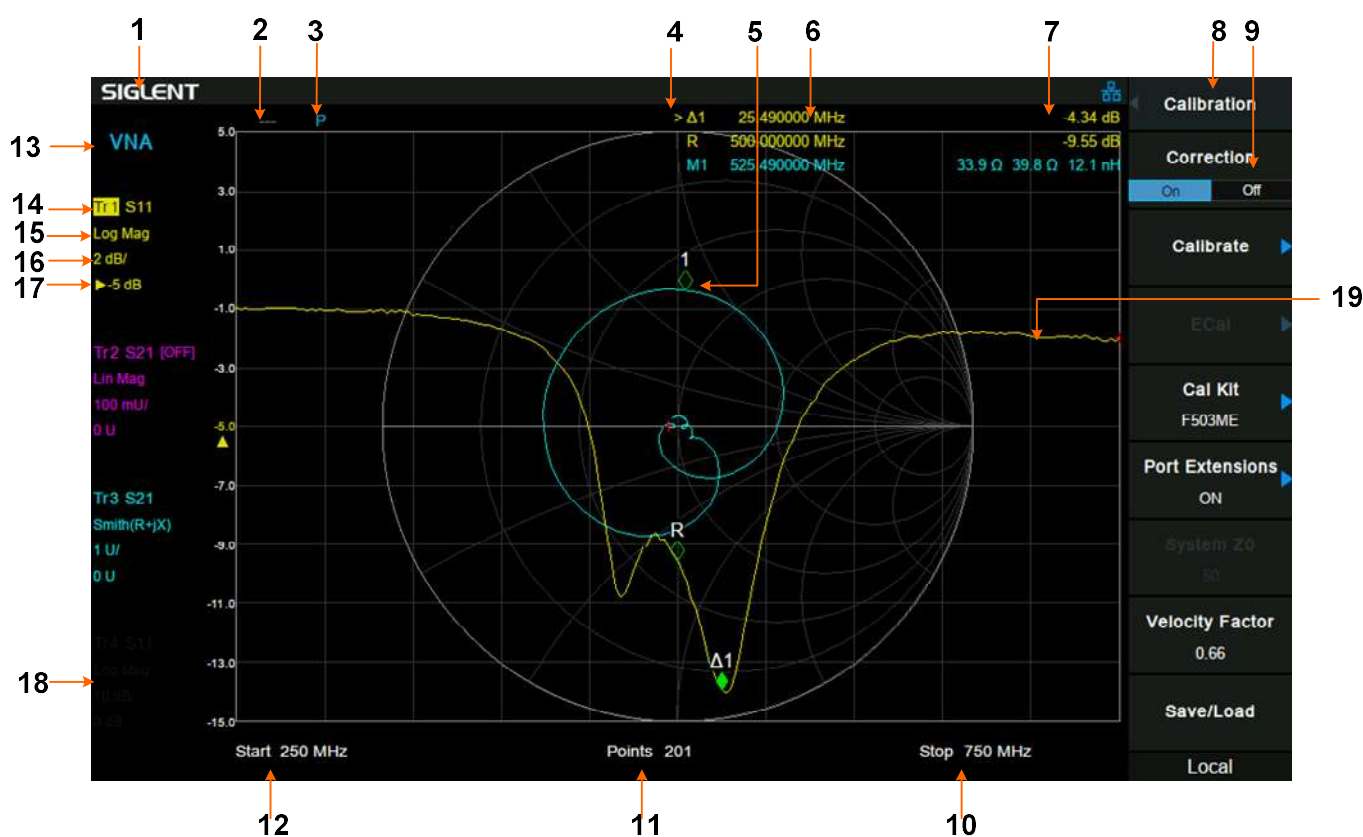 1 2 3 4 5 6 7 8 9
SIGLENT
--- P
> Δ1 25.490000 MHz -4.34 dB
R 500.000000 MHz -9.55 dB
M1 525.490000 MHz 33.9 Ω 39.8 Ω 12.1 nH
13
VNA
14
Tr1 S11
15
Log Mag
16
2 dB/
17
-5 dB
Tr2 S21 [OFF]
Lin Mag
100 mU/
0 U
Tr3 S21
Smith(R+jX)
1 U/
0 U
18
Tr4 S11
Log Mag
10 dB/
0 dB
5.0
3.0
1.0
-1.0
-3.0
-5.0
-7.0
-9.0
-11.0
-13.0
-15.0
1
R
Δ1
19
Start 250 MHz Points 201 Stop 750 MHz
12 11 10
Calibration
Correction
On Off
Calibrate
ECal
Cal Kit
F503ME
Port Extensions
ON
System Z0
50
Velocity Factor
0.66
Save/Load
Local